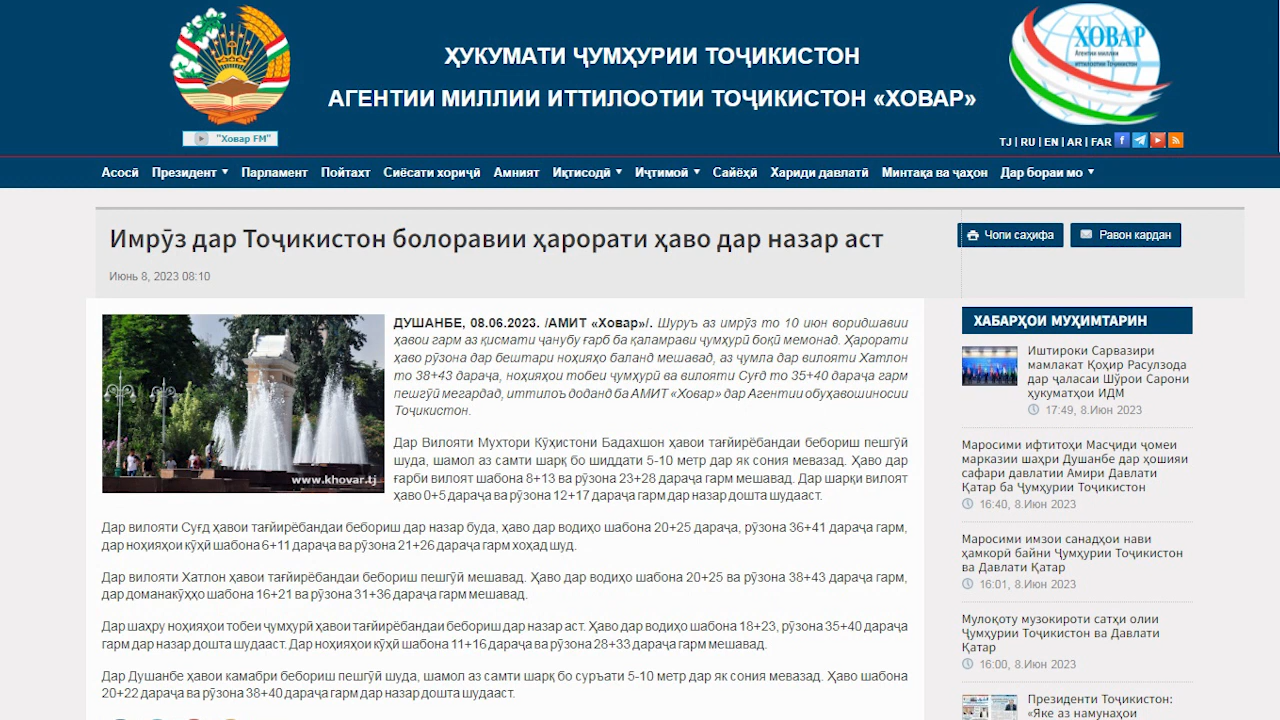 ҲУКУМАТИ ҶУМҲУРИИ ТОҶИКИСТОН
АГЕНТИИ МИЛЛИИ ИТТИЛООТИИ ТОҶИКИСТОН «ХОВАР»
ХОВАР
Агентии миллии
иттилоотии Тоҷикистон
"Ховар FM"
TJ | RU | EN | AR | FAR
Асосӣ Президент Парламент Пойтахт Сиёсати хориҷӣ Амният Иқтисодӣ Иҷтимоӣ Сайёҳӣ Хариди давлатӣ Минтақа ва ҷаҳон Дар бораи мо
Имрӯз дар Тоҷикистон болоравии ҳарорати ҳаво дар назар аст
Чопи саҳифа Равон кардан
Июнь 8, 2023 08:10
www.khovar.tj
ДУШАНБЕ, 08.06.2023. /АМИТ «Ховар»/. Шуруъ аз имрӯз то 10 июн воридшавии
ҳавои гарм аз қисмати ҷанубу ғарб ба қаламрави ҷумҳурӣ боқӣ мемонад. Ҳарорати
ҳаво рӯзона дар бештари ноҳияҳо баланд мешавад, аз ҷумла дар вилояти Хатлон
то 38+43 дараҷа, ноҳияҳои тобеи ҷумҳурӣ ва вилояти Суғд то 35+40 дараҷа гарм
пешгӯӣ мегардад, иттилоъ доданд ба АМИТ «Ховар» дар Агентии обуҳавошиносии
Тоҷикистон.
Дар Вилояти Мухтори Кӯҳистони Бадахшон ҳавои тағйирёбандаи бебориш пешгӯӣ
шуда, шамол аз самти шарқ бо шиддати 5-10 метр дар як сония мевазад. Ҳаво дар
ғарби вилоят шабона 8+13 ва рӯзона 23+28 дараҷа гарм мешавад. Дар шарқи вилоят
ҳаво 0+5 дараҷа ва рӯзона 12+17 дараҷа гарм дар назар дошта шудааст.
Дар вилояти Суғд ҳавои тағйирёбандаи бебориш дар назар буда, ҳаво дар водиҳо шабона 20+25 дараҷа, рӯзона 36+41 дараҷа гарм,
дар ноҳияҳои кӯҳӣ шабона 6+11 дараҷа ва рӯзона 21+26 дараҷа гарм хоҳад шуд.
Дар вилояти Хатлон ҳавои тағйирёбандаи бебориш пешгӯӣ мешавад. Ҳаво дар водиҳо шабона 20+25 ва рӯзона 38+43 дараҷа гарм,
дар доманакӯҳҳо шабона 16+21 ва рӯзона 31+36 дараҷа гарм мешавад.
Дар шаҳру ноҳияҳои тобеи ҷумҳурӣ ҳавои тағйирёбандаи бебориш дар назар аст. Ҳаво дар водиҳо шабона 18+23, рӯзона 35+40 дараҷа
гарм дар назар дошта шудааст. Дар ноҳияҳои кӯҳӣ шабона 11+16 дараҷа ва рӯзона 28+33 дараҷа гарм мешавад.
Дар Душанбе ҳавои камабри бебориш пешгӯӣ шуда, шамол аз самти шарқ бо суръати 5-10 метр дар як сония мевазад. Ҳаво шабона
20+22 дараҷа ва рӯзона 38+40 дараҷа гарм дар назар дошта шудааст.
ХАБАРҲОИ МУҲИМТАРИН
Иштироки Сарвазири
мамлакат Қоҳир Расулзода
дар ҷаласаи Шӯрои Сарони
ҳукуматҳои ИДМ
17:49, 8.Июн 2023
Маросими ифтитоҳи Масҷиди ҷомеи
марказии шаҳри Душанбе дар ҳошияи
сафари давлатии Амири Давлати
Қатар ба Ҷумҳурии Тоҷикистон
16:40, 8.Июн 2023
Маросими имзои санадҳои нави
ҳамкорӣ байни Ҷумҳурии Тоҷикистон
ва Давлати Қатар
16:01, 8.Июн 2023
Мулоқоту музокироти сатҳи олии
Ҷумҳурии Тоҷикистон ва Давлати
Қатар
16:00, 8.Июн 2023
Президенти Тоҷикистон:
«Яке аз намунаҳои